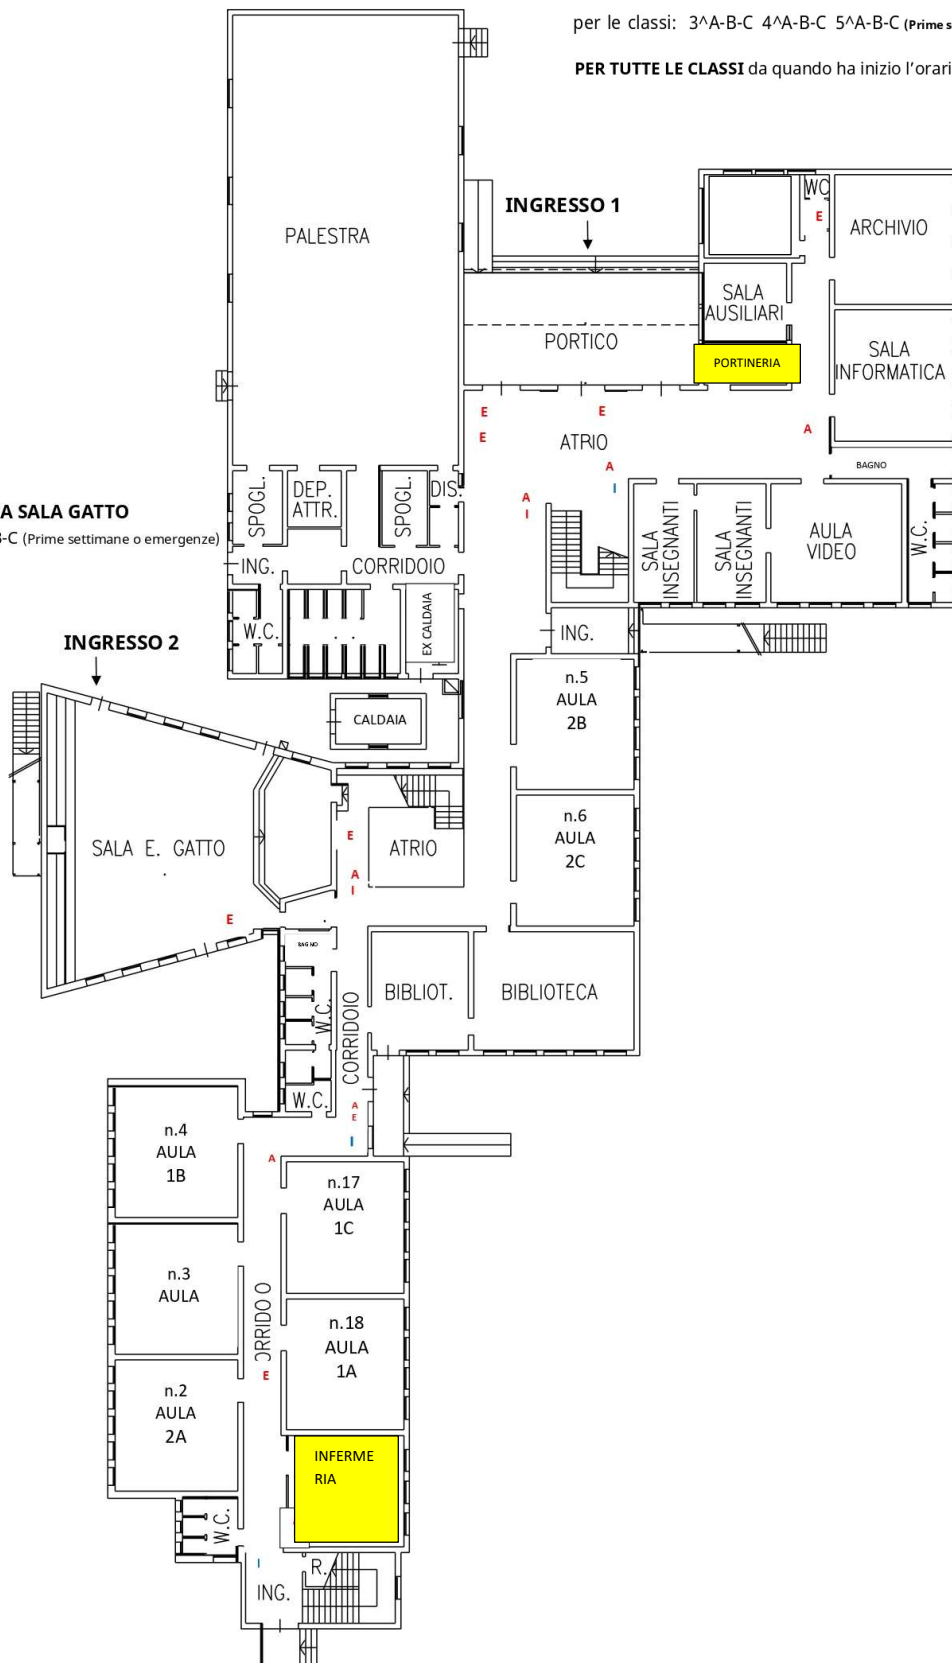 per le classi: 3^A-B-C 4^A-B-C 5^A-B-C (Prime s
PER TUTTE LE CLASSI da quando ha inizio l'orari
INGRESSO 1
WC
E
ARCHIVIO
PALESTRA
SALA
AUSILIARI
PORTICO
PORTINERIA
SALA
INFORMATICA
E
E
E
A
ATRIO
A
I
BAGNO
A
I
SPOGL.
DEP.
ATTR.
SPOGL.
DIS.
A SALA GATTO
B-C (Prime settimane o emergenze)
SALA
INSEGNANTI
SALA
INSEGNANTI
AULA
VIDEO
W.C.
ING.
CORRIDOIO
W.C.
EX CALDAIA
ING.
INGRESSO 2
n.5
AULA
2B
CALDAIA
n.6
AULA
2C
SALA E. GATTO
E
ATRIO
A
I
E
BAGNO
W.C.
BIBLIOT.
BIBLIOTECA
CORRIDOIO
W.C.
A
E
I
n.4
AULA
1B
A
n.17
AULA
1C
n.3
AULA
ORRIDO O
n.18
AULA
1A
E
n.2
AULA
2A
INFERME
RIA
W.C.
I
R.
ING.